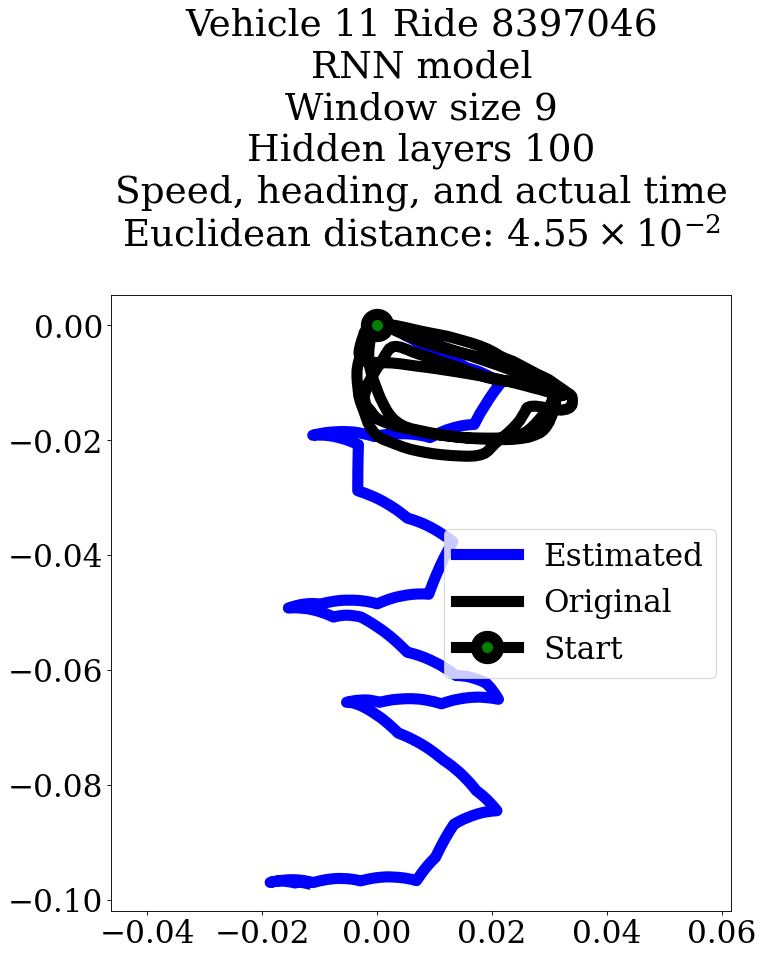 Vehicle 11 Ride 8397046
RNN model
Window size 9
Hidden layers 100
Speed, heading, and actual time
Euclidean distance: 4.55 × 10⁻²
0.00
−0.02
−0.04
−0.06
−0.08
−0.10
Estimated
Original
Start
−0.04 −0.02 0.00 0.02 0.04 0.06